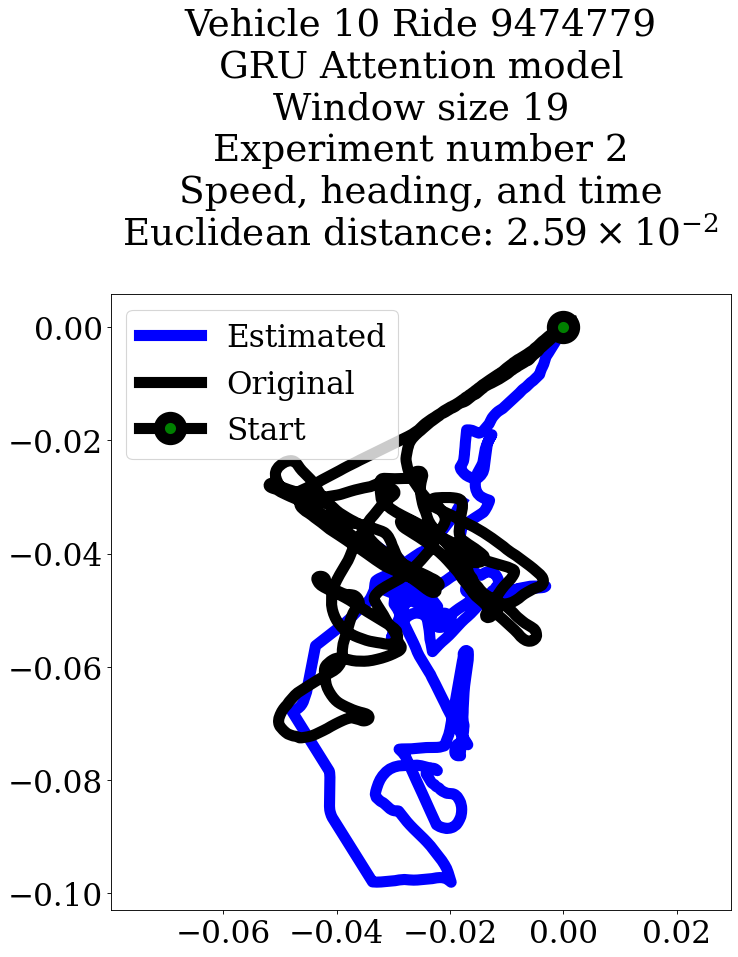 Vehicle 10 Ride 9474779
GRU Attention model
Window size 19
Experiment number 2
Speed, heading, and time
Euclidean distance: 2.59 × 10⁻²
Estimated
Original
Start
0.00
−0.02
−0.04
−0.06
−0.08
−0.10
−0.06 −0.04 −0.02 0.00 0.02